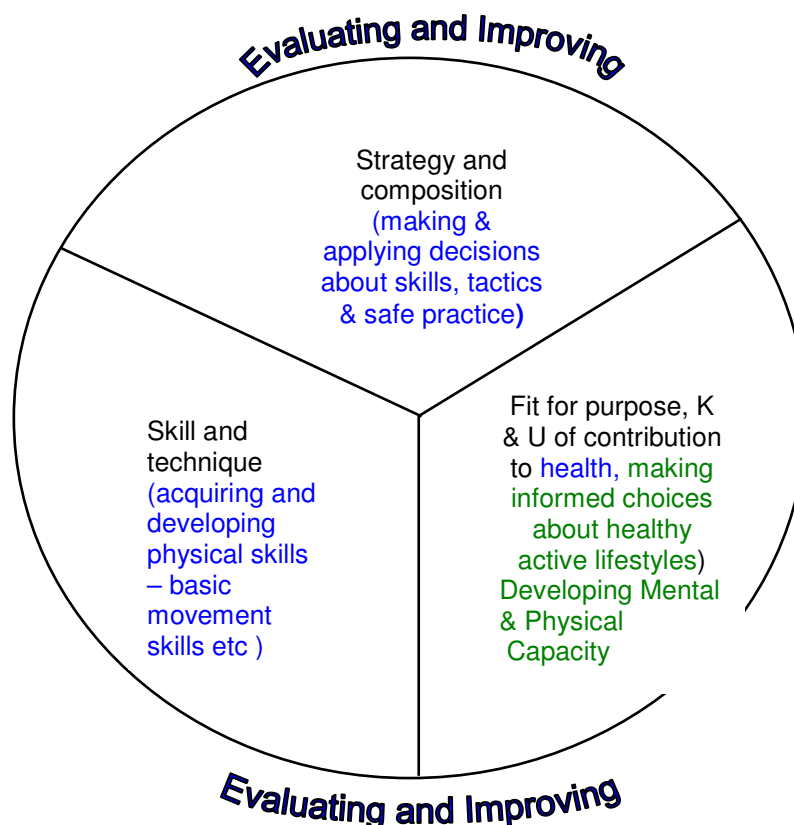 Evaluating and Improving
Strategy and
composition
(making &
applying decisions
about skills, tactics
& safe practice)
Skill and
technique
(acquiring and
developing
physical skills
– basic
movement
skills etc )
Fit for purpose, K
& U of contribution
to health, making
informed choices
about healthy
active lifestyles)
Developing Mental
& Physical
Capacity
Evaluating and Improving